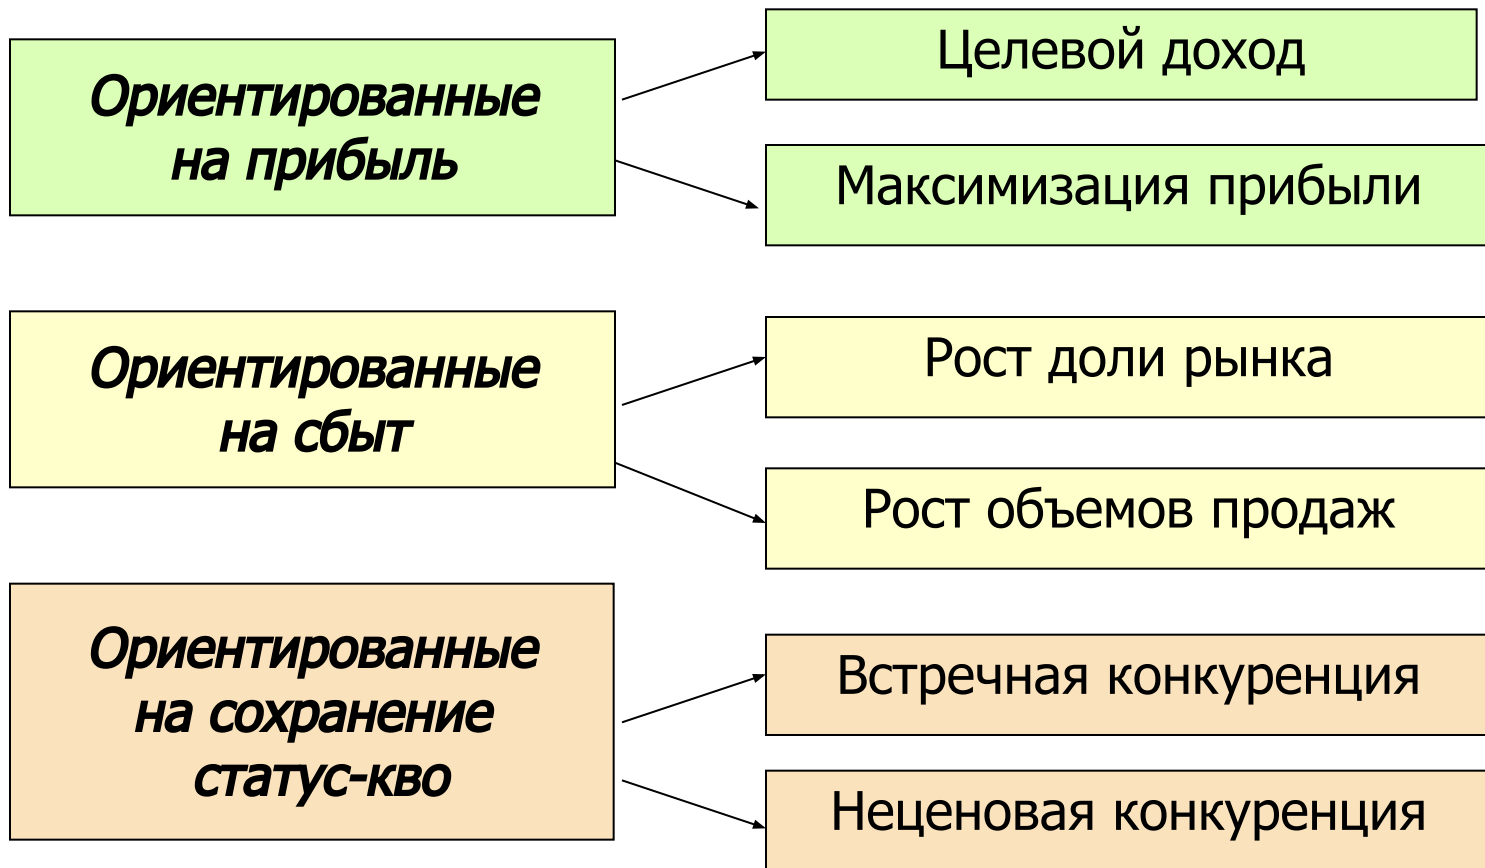 Ориентированные
на прибыль
Целевой доход
Максимизация прибыли
Ориентированные
на сбыт
Рост доли рынка
Рост объемов продаж
Ориентированные
на сохранение
статус-кво
Встречная конкуренция
Неценовая конкуренция